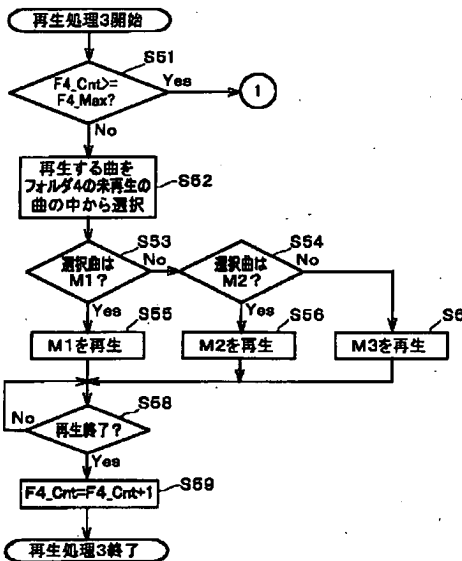 再生処理3開始
S51
F4_Cnt>=
F4_Max?
Yes
1
No
再生する曲を
フォルダ4の未再生の
曲の中から選択
S52
S53
選択曲は
M1?
No
Yes
S54
選択曲は
M2?
No
Yes
S55
M1を再生
S56
M2を再生
M3を再生
S58
再生終了?
No
Yes
F4_Cnt=F4_Cnt+1
S59
再生処理3終了